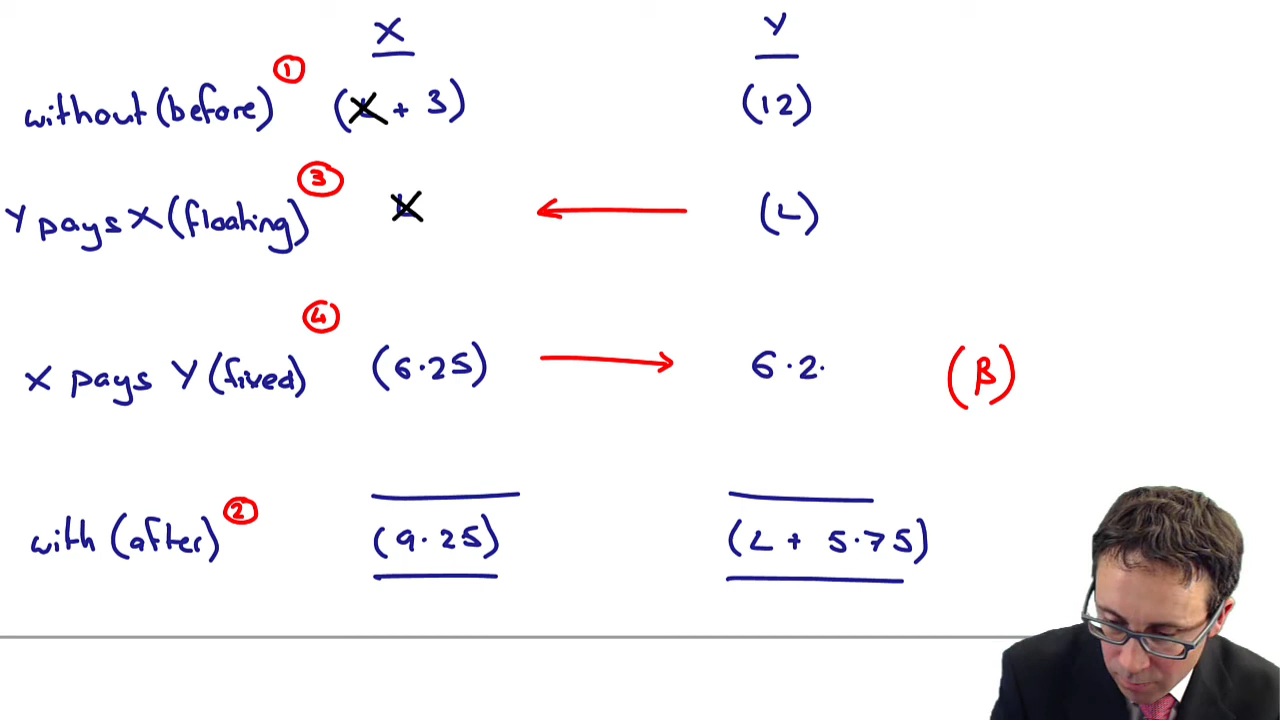 X Y
without (before) ① (L + 3) (12)
Y pays X (floating) ③ L (L)
X pays Y (fixed) ④ (6.25) 6.2. (β)
with (after) ② (9.25) (L + 5.75)